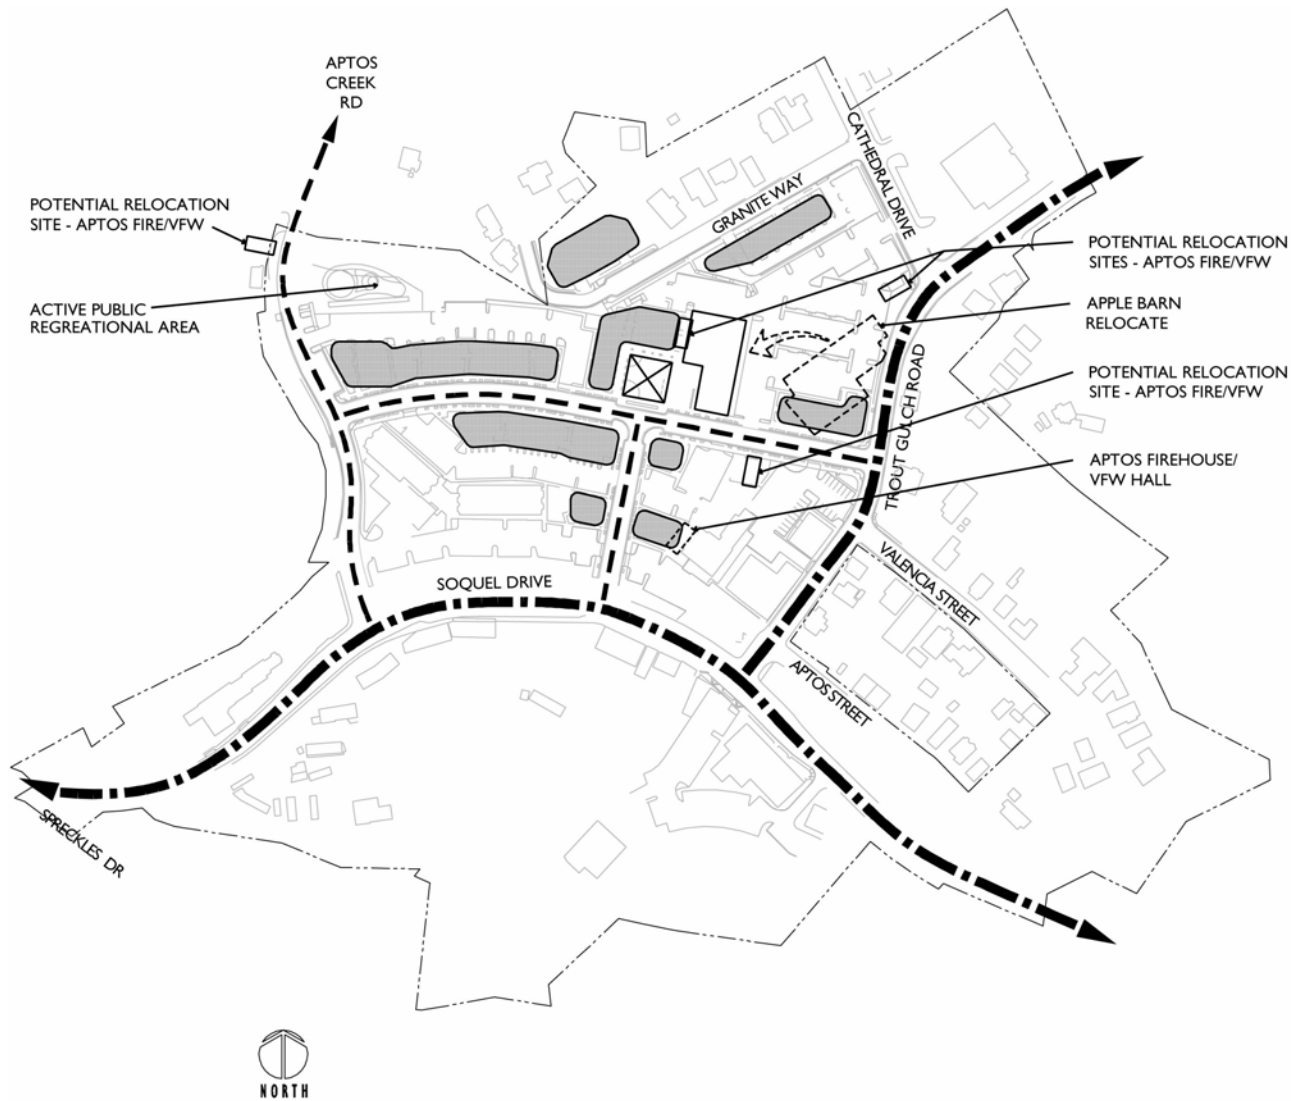 APTOS
CREEK
RD
CATHEDRAL DRIVE
GRANITE WAY
POTENTIAL RELOCATION
SITE - APTOS FIRE/VFW
POTENTIAL RELOCATION
SITES - APTOS FIRE/VFW
ACTIVE PUBLIC
REGREATIONAL AREA
APPLE BARN
RELOCATE
POTENTIAL RELOCATION
SITE - APTOS FIRE/VFW
TROUT GULCH ROAD
APTOS FIREHOUSE/
VFW HALL
VALENCIA STREET
SOQUEL DRIVE
APTOS STREET
SPRECKLES DR
NORTH